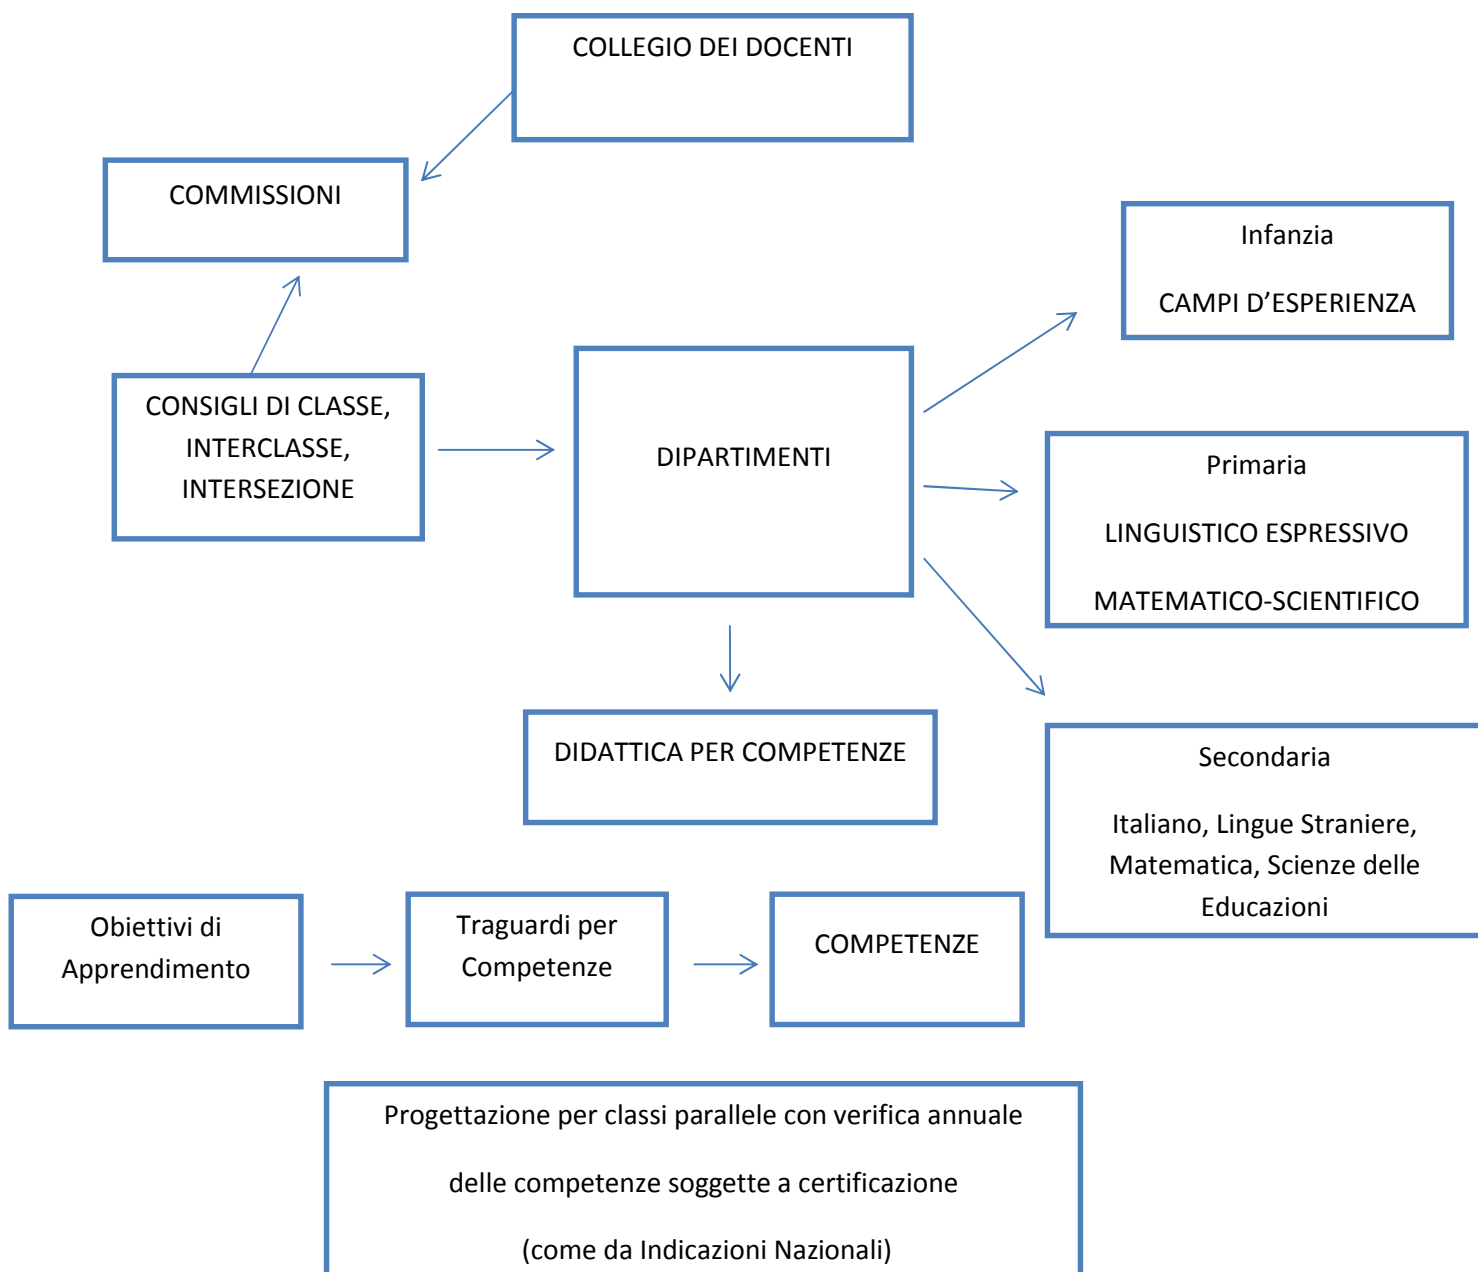 COLLEGIO DEI DOCENTI
COMMISSIONI
Infanzia
CAMPI D’ESPERIENZA
CONSIGLI DI CLASSE,
INTERCLASSE,
INTERSEZIONE
DIPARTIMENTI
Primaria
LINGUISTICO ESPRESSIVO
MATEMATICO-SCIENTIFICO
DIDATTICA PER COMPETENZE
Secondaria
Italiano, Lingue Straniere,
Matematica, Scienze delle
Educazioni
Obiettivi di
Apprendimento
Traguardi per
Competenze
COMPETENZE
Progettazione per classi parallele con verifica annuale
delle competenze soggette a certificazione
(come da Indicazioni Nazionali)